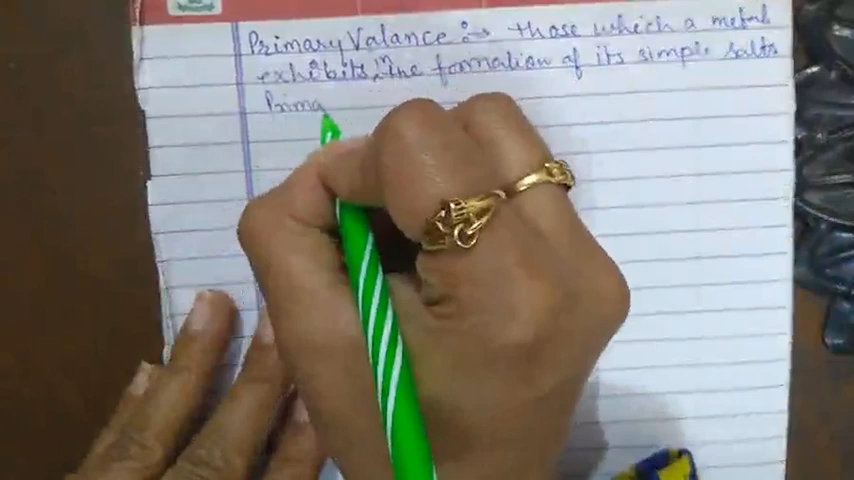 Primary Valance :→ those which a metal
exhibits in the formation of its simple salts
Prima